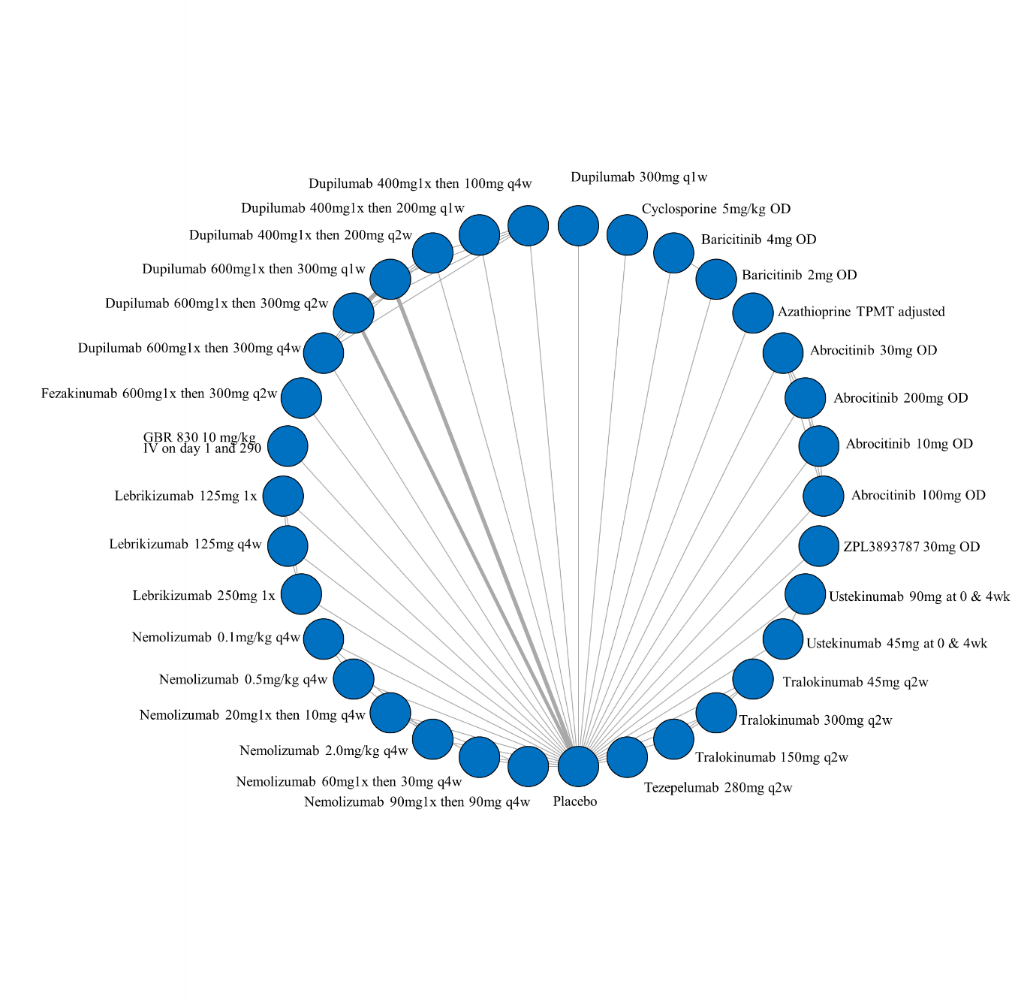 Dupilumab 300mg q1w
Dupilumab 400mg1x then 100mg q4w
Dupilumab 400mg1x then 200mg q1w
Cyclosporine 5mg/kg OD
Dupilumab 400mg1x then 200mg q2w
Baricitinib 4mg OD
Dupilumab 600mg1x then 300mg q1w
Baricitinib 2mg OD
Dupilumab 600mg1x then 300mg q2w
Azathioprine TPMT adjusted
Dupilumab 600mg1x then 300mg q4w
Abrocitinib 30mg OD
Fezakinumab 600mg1x then 300mg q2w
Abrocitinib 200mg OD
GBR 830 10 mg/kg
IV on day 1 and 290
Abrocitinib 10mg OD
Lebrikizumab 125mg 1x
Abrocitinib 100mg OD
Lebrikizumab 125mg q4w
ZPL3893787 30mg OD
Lebrikizumab 250mg 1x
Ustekinumab 90mg at 0 & 4wk
Nemolizumab 0.1mg/kg q4w
Ustekinumab 45mg at 0 & 4wk
Nemolizumab 0.5mg/kg q4w
Tralokinumab 45mg q2w
Nemolizumab 20mg1x then 10mg q4w
Tralokinumab 300mg q2w
Nemolizumab 2.0mg/kg q4w
Tralokinumab 150mg q2w
Nemolizumab 60mg1x then 30mg q4w
Tezepelumab 280mg q2w
Nemolizumab 90mg1x then 90mg q4w
Placebo